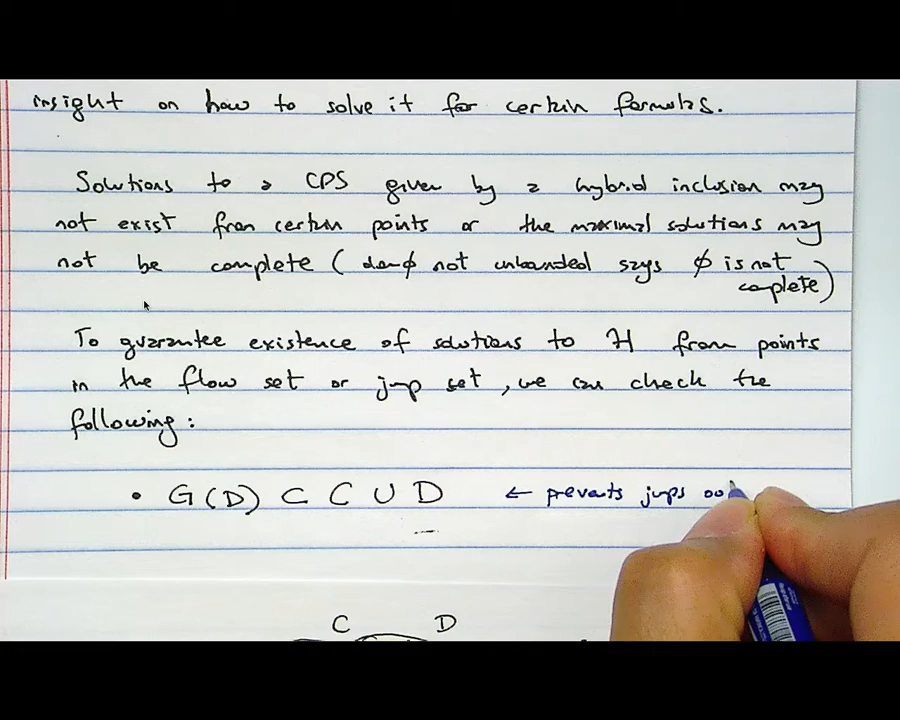 insight on how to solve it for certain formulas.
Solutions to a CPS given by a hybrid inclusion may
not exist from certain points or the maximal solutions may
not be complete ( dom ϕ not unbounded says ϕ is not
complete )
To guarantee existence of solutions to H from points
in the flow set or jump set , we can check the
following :
• G(D) ⊂ C ∪ D ← prevents jumps ou
C D